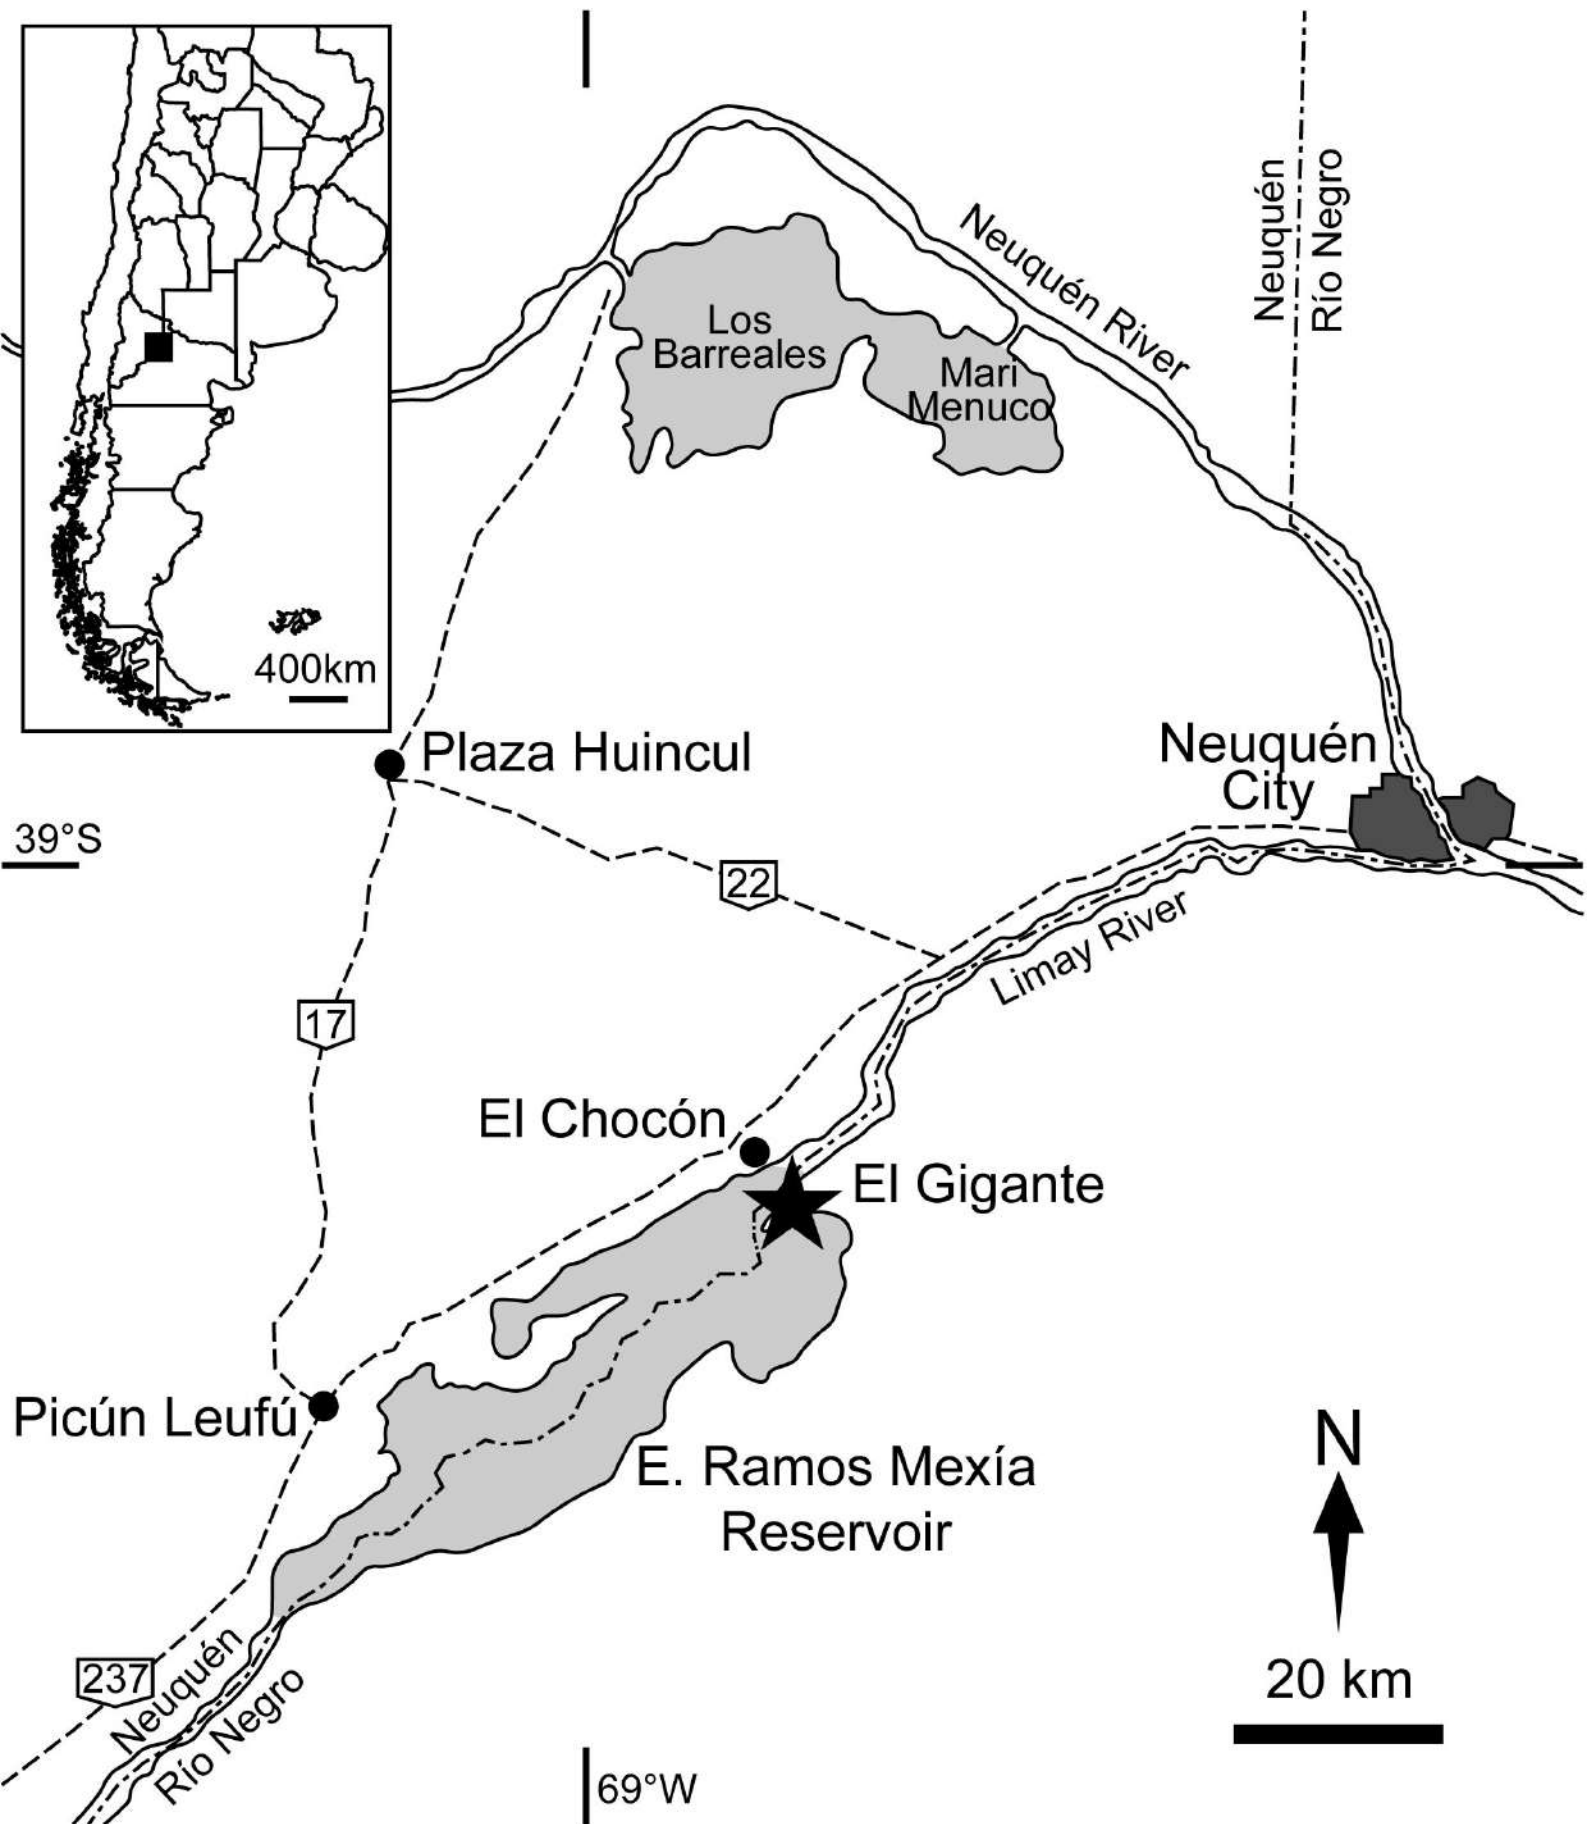 Neuquén
Río Negro
Neuquén River
Los
Barreales
Mari
Menuco
400km
Plaza Huincul
Neuquén
City
39°S
22
Limay River
17
El Chocón
El Gigante
Picún Leufú
E. Ramos Mexía
Reservoir
N
237
Neuquén
Río Negro
20 km
69°W